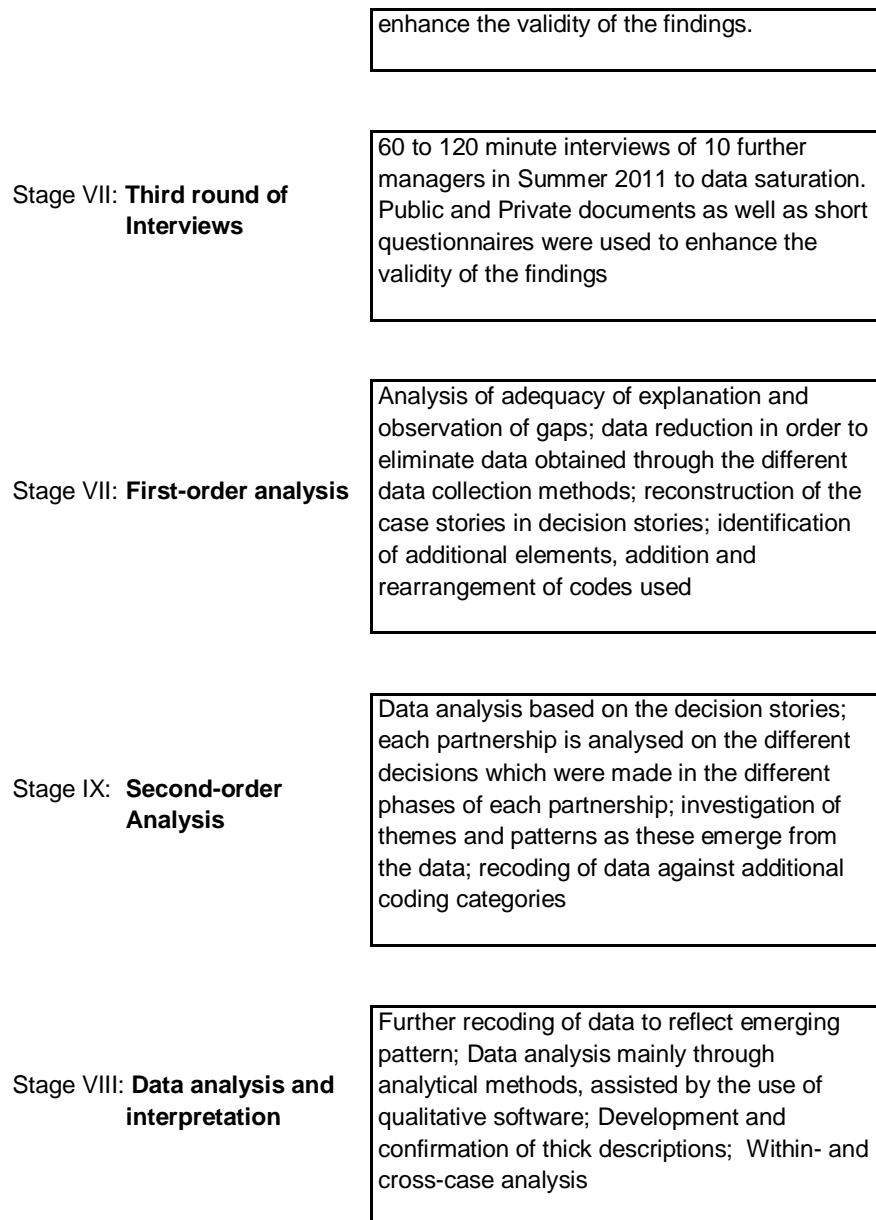 enhance the validity of the findings.
Stage VII: Third round of
Interviews
60 to 120 minute interviews of 10 further
managers in Summer 2011 to data saturation.
Public and Private documents as well as short
questionnaires were used to enhance the
validity of the findings
Stage VII: First-order analysis
Analysis of adequacy of explanation and
observation of gaps; data reduction in order to
eliminate data obtained through the different
data collection methods; reconstruction of the
case stories in decision stories; identification
of additional elements, addition and
rearrangement of codes used
Stage IX: Second-order
Analysis
Data analysis based on the decision stories;
each partnership is analysed on the different
decisions which were made in the different
phases of each partnership; investigation of
themes and patterns as these emerge from
the data; recoding of data against additional
coding categories
Stage VIII: Data analysis and
interpretation
Further recoding of data to reflect emerging
pattern; Data analysis mainly through
analytical methods, assisted by the use of
qualitative software; Development and
confirmation of thick descriptions; Within- and
cross-case analysis